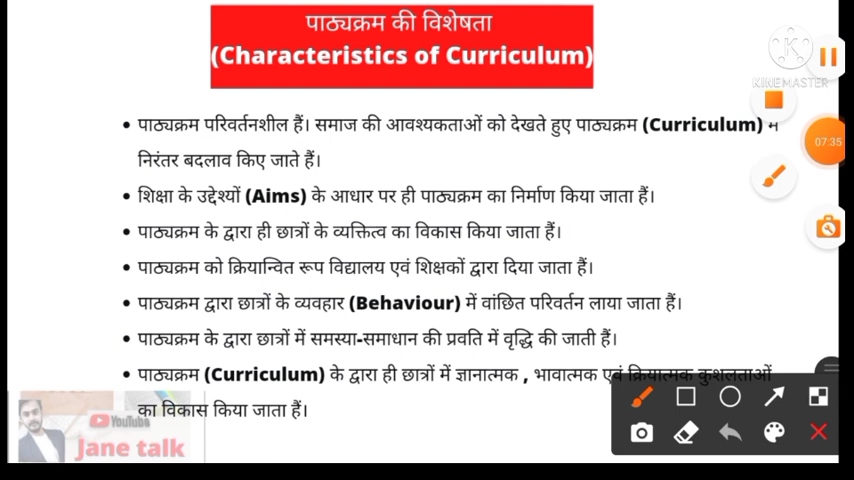 पाठ्यक्रम की विशेषता
(Characteristics of Curriculum)
KINEMASTER
07:35
• पाठ्यक्रम परिवर्तनशील हैं। समाज की आवश्यकताओं को देखते हुए पाठ्यक्रम (Curriculum) में
निरंतर बदलाव किए जाते हैं।
• शिक्षा के उद्देश्यों (Aims) के आधार पर ही पाठ्यक्रम का निर्माण किया जाता हैं।
• पाठ्यक्रम के द्वारा ही छात्रों के व्यक्तित्व का विकास किया जाता हैं।
• पाठ्यक्रम को क्रियान्वित रूप विद्यालय एवं शिक्षकों द्वारा दिया जाता हैं।
• पाठ्यक्रम द्वारा छात्रों के व्यवहार (Behaviour) में वांछित परिवर्तन लाया जाता हैं।
• पाठ्यक्रम के द्वारा छात्रों में समस्या-समाधान की प्रवति में वृद्धि की जाती हैं।
• पाठ्यक्रम (Curriculum) के द्वारा ही छात्रों में ज्ञानात्मक , भावात्मक एवं क्रियात्मक कुशलताओं
का विकास किया जाता हैं।
YouTube
Jane talk